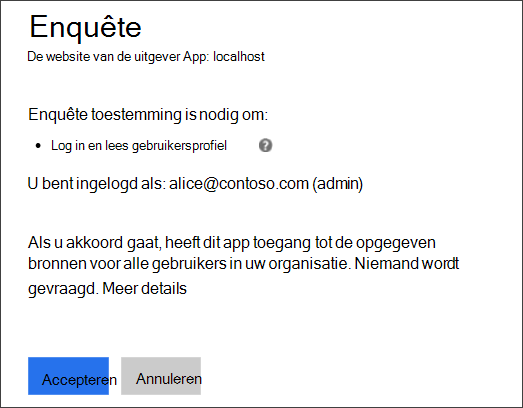 Enquête
De website van de uitgever App: localhost
Enquête toestemming is nodig om:
• Log in en lees gebruikersprofiel ?
U bent ingelogd als: alice@contoso.com (admin)
Als u akkoord gaat, heeft dit app toegang tot de opgegeven
bronnen voor alle gebruikers in uw organisatie. Niemand wordt
gevraagd. Meer details
Accepteren Annuleren